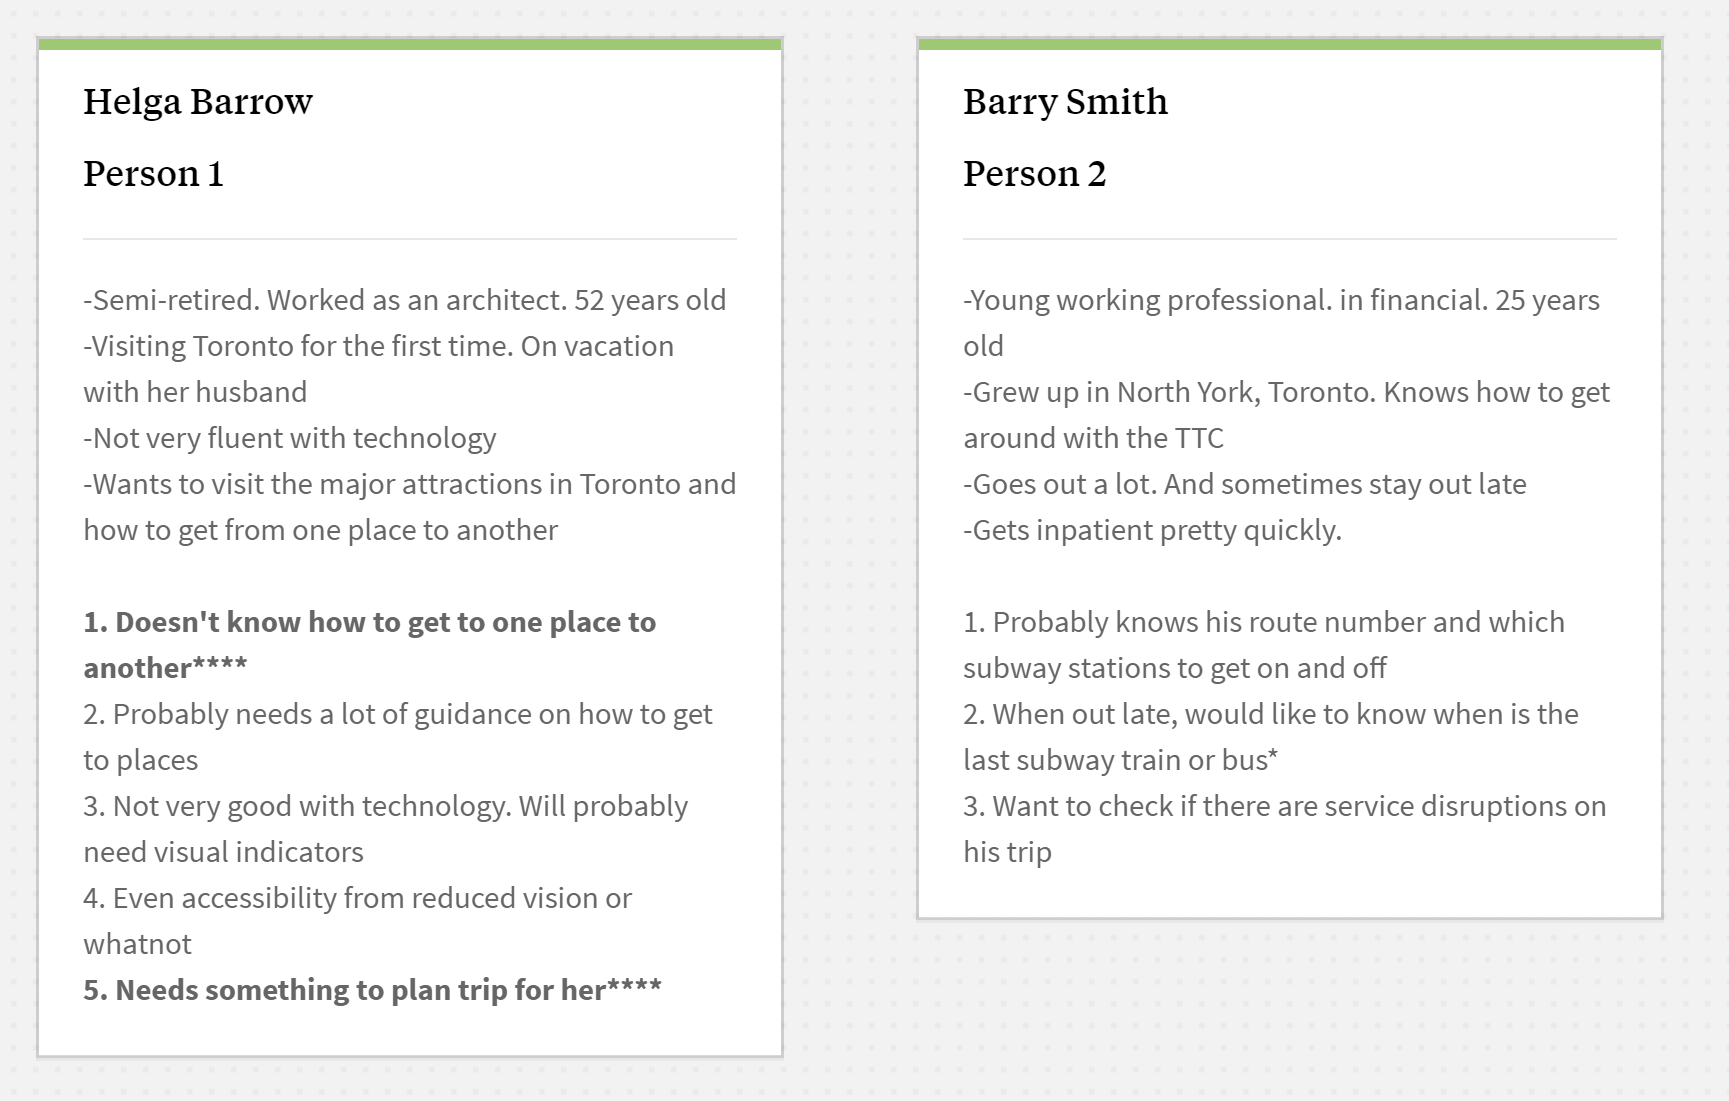 Helga Barrow
Person 1
-Semi-retired. Worked as an architect. 52 years old
-Visiting Toronto for the first time. On vacation
with her husband
-Not very fluent with technology
-Wants to visit the major attractions in Toronto and
how to get from one place to another
1. Doesn't know how to get to one place to
another****
2. Probably needs a lot of guidance on how to get
to places
3. Not very good with technology. Will probably
need visual indicators
4. Even accessibility from reduced vision or
whatnot
5. Needs something to plan trip for her****
Barry Smith
Person 2
-Young working professional. in financial. 25 years
old
-Grew up in North York, Toronto. Knows how to get
around with the TTC
-Goes out a lot. And sometimes stay out late
-Gets inpatient pretty quickly.
1. Probably knows his route number and which
subway stations to get on and off
2. When out late, would like to know when is the
last subway train or bus*
3. Want to check if there are service disruptions on
his trip